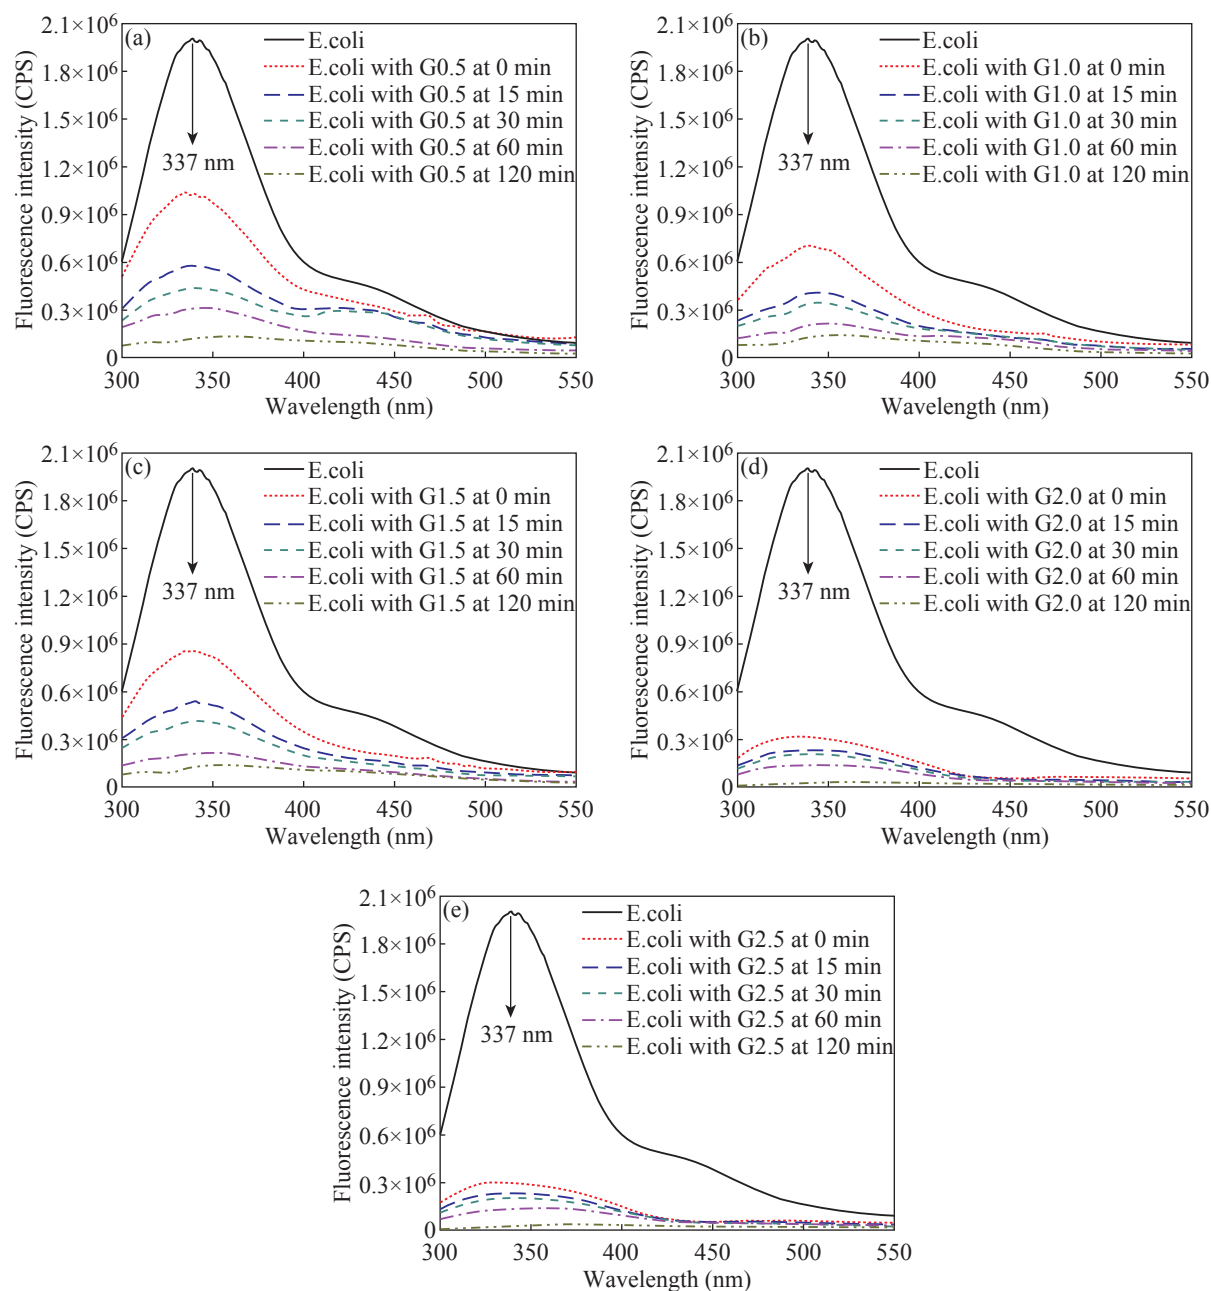 (a)
Fluorescence intensity (CPS)
2.1×10⁶
1.8×10⁶
1.5×10⁶
1.2×10⁶
0.9×10⁶
0.6×10⁶
0.3×10⁶
0
E.coli
E.coli with G0.5 at 0 min
E.coli with G0.5 at 15 min
E.coli with G0.5 at 30 min
E.coli with G0.5 at 60 min
E.coli with G0.5 at 120 min
337 nm
300 350 400 450 500 550
Wavelength (nm)
(b)
Fluorescence intensity (CPS)
2.1×10⁶
1.8×10⁶
1.5×10⁶
1.2×10⁶
0.9×10⁶
0.6×10⁶
0.3×10⁶
0
E.coli
E.coli with G1.0 at 0 min
E.coli with G1.0 at 15 min
E.coli with G1.0 at 30 min
E.coli with G1.0 at 60 min
E.coli with G1.0 at 120 min
337 nm
300 350 400 450 500 550
Wavelength (nm)
(c)
Fluorescence intensity (CPS)
2.1×10⁶
1.8×10⁶
1.5×10⁶
1.2×10⁶
0.9×10⁶
0.6×10⁶
0.3×10⁶
0
E.coli
E.coli with G1.5 at 0 min
E.coli with G1.5 at 15 min
E.coli with G1.5 at 30 min
E.coli with G1.5 at 60 min
E.coli with G1.5 at 120 min
337 nm
300 350 400 450 500 550
Wavelength (nm)
(d)
Fluorescence intensity (CPS)
2.1×10⁶
1.8×10⁶
1.5×10⁶
1.2×10⁶
0.9×10⁶
0.6×10⁶
0.3×10⁶
0
E.coli
E.coli with G2.0 at 0 min
E.coli with G2.0 at 15 min
E.coli with G2.0 at 30 min
E.coli with G2.0 at 60 min
E.coli with G2.0 at 120 min
337 nm
300 350 400 450 500 550
Wavelength (nm)
(e)
Fluorescence intensity (CPS)
2.1×10⁶
1.8×10⁶
1.5×10⁶
1.2×10⁶
0.9×10⁶
0.6×10⁶
0.3×10⁶
0
E.coli
E.coli with G2.5 at 0 min
E.coli with G2.5 at 15 min
E.coli with G2.5 at 30 min
E.coli with G2.5 at 60 min
E.coli with G2.5 at 120 min
337 nm
300 350 400 450 500 550
Wavelength (nm)